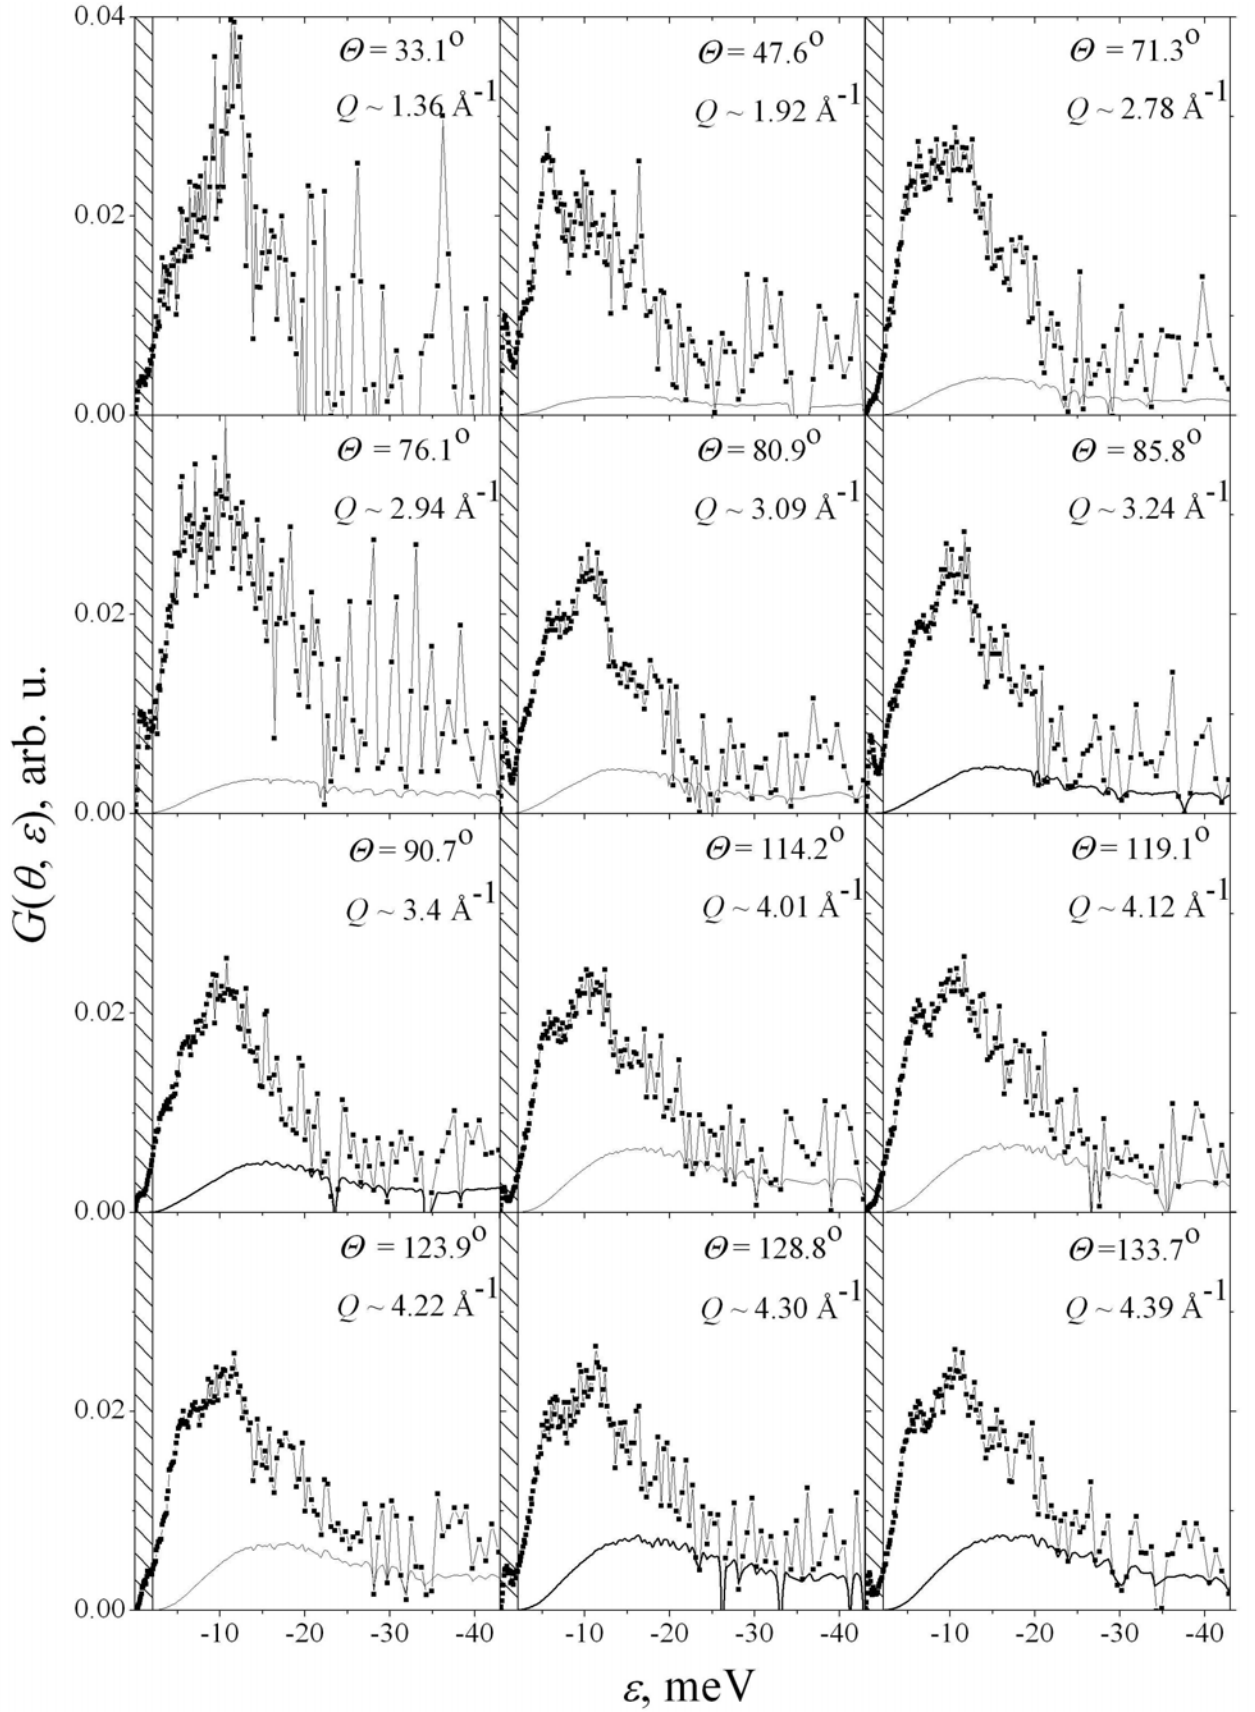 0.04
Θ = 33.1°
Q ~ 1.36 Å-1
Θ = 47.6°
Q ~ 1.92 Å-1
Θ = 71.3°
Q ~ 2.78 Å-1
0.02
0.00
Θ = 76.1°
Q ~ 2.94 Å-1
Θ = 80.9°
Q ~ 3.09 Å-1
Θ = 85.8°
Q ~ 3.24 Å-1
0.02
0.00
G(θ, ε), arb. u.
Θ = 90.7°
Q ~ 3.4 Å-1
Θ = 114.2°
Q ~ 4.01 Å-1
Θ = 119.1°
Q ~ 4.12 Å-1
0.02
0.00
Θ = 123.9°
Q ~ 4.22 Å-1
Θ = 128.8°
Q ~ 4.30 Å-1
Θ =133.7°
Q ~ 4.39 Å-1
0.02
0.00
-10 -20 -30 -40 -10 -20 -30 -40 -10 -20 -30 -40
ε, meV